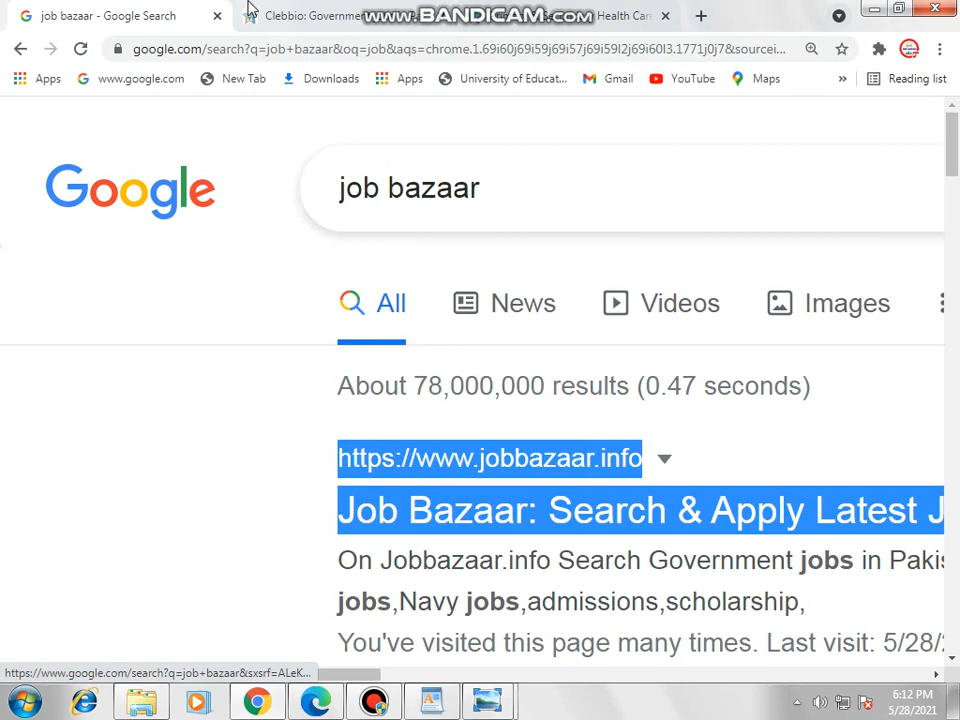 job bazaar - Google Search
Clebbio: Governmen
Health Car
www.BANDICAM.com
google.com/search?q=job+bazaar&oq=job&aqs=chrome.1.69i60j69i59j69i57j69i59l2j69i60l3.1771j0j7&sourcei...
Apps
www.google.com
New Tab
Downloads
Apps
University of Educat...
Gmail
YouTube
Maps
»
Reading list
Google
job bazaar
All
News
Videos
Images
About 78,000,000 results (0.47 seconds)
https://www.jobbazaar.info
Job Bazaar: Search & Apply Latest J
On Jobbazaar.info Search Government jobs in Pakis
jobs,Navy jobs,admissions,scholarship,
You've visited this page many times. Last visit: 5/28/2
https://www.google.com/search?q=job+bazaar&sxsrf=ALeK...
6:12 PM
5/28/2021